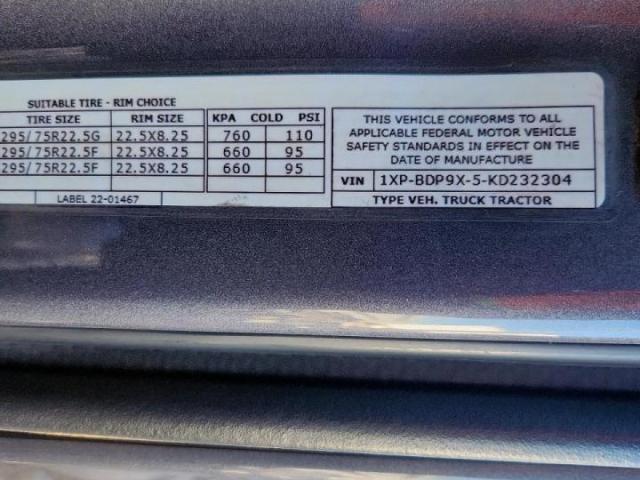 SUITABLE TIRE - RIM CHOICE
TIRE SIZE RIM SIZE KPA COLD PSI
295/75R22.5G 22.5X8.25 760 110
295/75R22.5F 22.5X8.25 660 95
295/75R22.5F 22.5X8.25 660 95
LABEL 22-01467
THIS VEHICLE CONFORMS TO ALL
APPLICABLE FEDERAL MOTOR VEHICLE
SAFETY STANDARDS IN EFFECT ON THE
DATE OF MANUFACTURE
VIN 1XP-BDP9X-5-KD232304
TYPE VEH. TRUCK TRACTOR